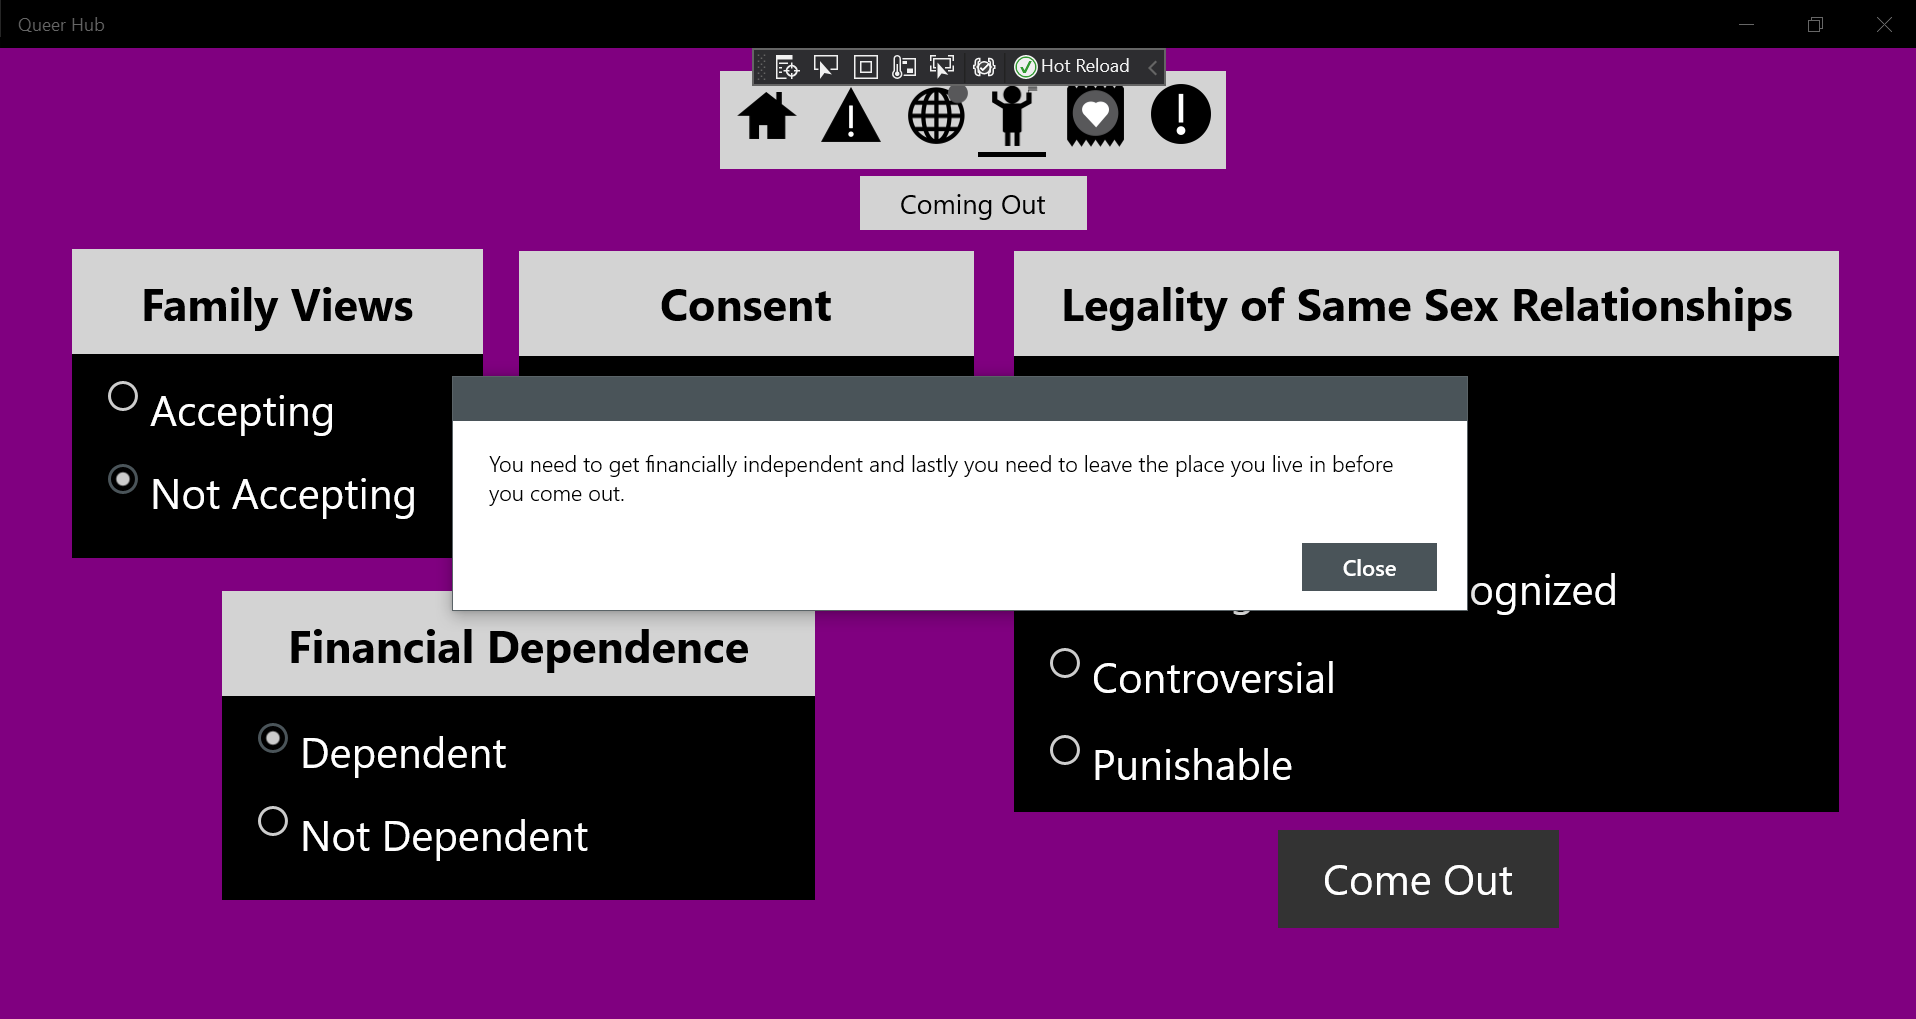 Queer Hub
Hot Reload
Coming Out
Family Views
Accepting
Not Accepting
Consent
Legality of Same Sex Relationships
You need to get financially independent and lastly you need to leave the place you live in before
you come out.
Close
ognized
Controversial
Punishable
Financial Dependence
Dependent
Not Dependent
Come Out